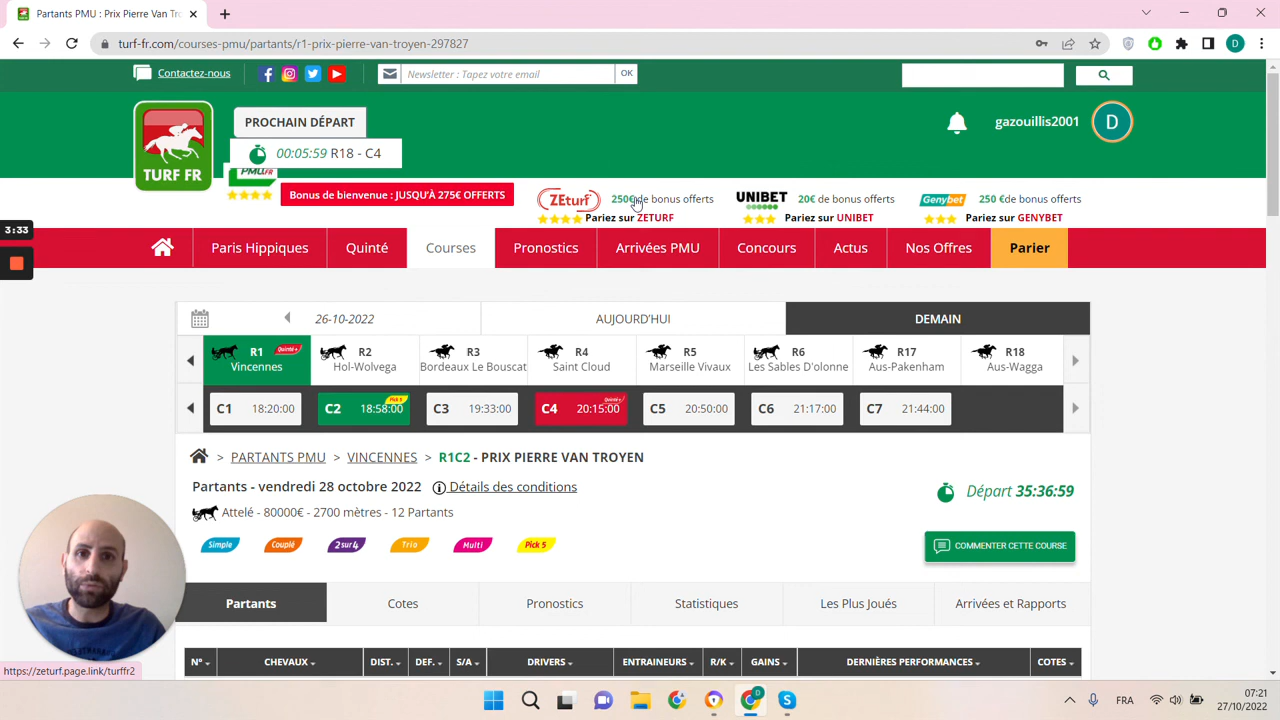 Partants PMU : Prix Pierre Van Tro
turf-fr.com/courses-pmu/partants/r1-prix-pierre-van-troyen-297827
D
Contactez-nous
Newsletter : Tapez votre email
OK
PROCHAIN DÉPART
00:05:59 R18 - C4
TURF FR
gazouillis2001
D
PMU.FR
Bonus de bienvenue : JUSQU'À 275€ OFFERTS
ZEturf
250€ de bonus offerts
Pariez sur ZETURF
UNIBET
20€ de bonus offerts
Pariez sur UNIBET
Genybet
250 €de bonus offerts
Pariez sur GENYBET
3:33
Paris Hippiques
Quinté
Courses
Pronostics
Arrivées PMU
Concours
Actus
Nos Offres
Parier
26-10-2022
AUJOURD'HUI
DEMAIN
R1
Quinté+
Vincennes
R2
Hol-Wolvega
R3
Bordeaux Le Bouscat
R4
Saint Cloud
R5
Marseille Vivaux
R6
Les Sables D'olonne
R17
Aus-Pakenham
R18
Aus-Wagga
C1 18:20:00
C2 18:58:00
Pick 5
C3 19:33:00
C4 20:15:00
Quinté+
C5 20:50:00
C6 21:17:00
C7 21:44:00
> PARTANTS PMU > VINCENNES > R1C2 - PRIX PIERRE VAN TROYEN
Partants - vendredi 28 octobre 2022
Détails des conditions
Départ 35:36:59
Attelé - 80000€ - 2700 mètres - 12 Partants
Simple
Couplé
2sur4
Trio
Multi
Pick 5
COMMENTER CETTE COURSE
Partants
Cotes
Pronostics
Statistiques
Les Plus Joués
Arrivées et Rapports
N°
CHEVAUX
DIST.
DEF.
S/A
DRIVERS
ENTRAINEURS
R/K
GAINS
DERNIÈRES PERFORMANCES
COTES
https://zeturf.page.link/turffr2
FRA
07:21
27/10/2022